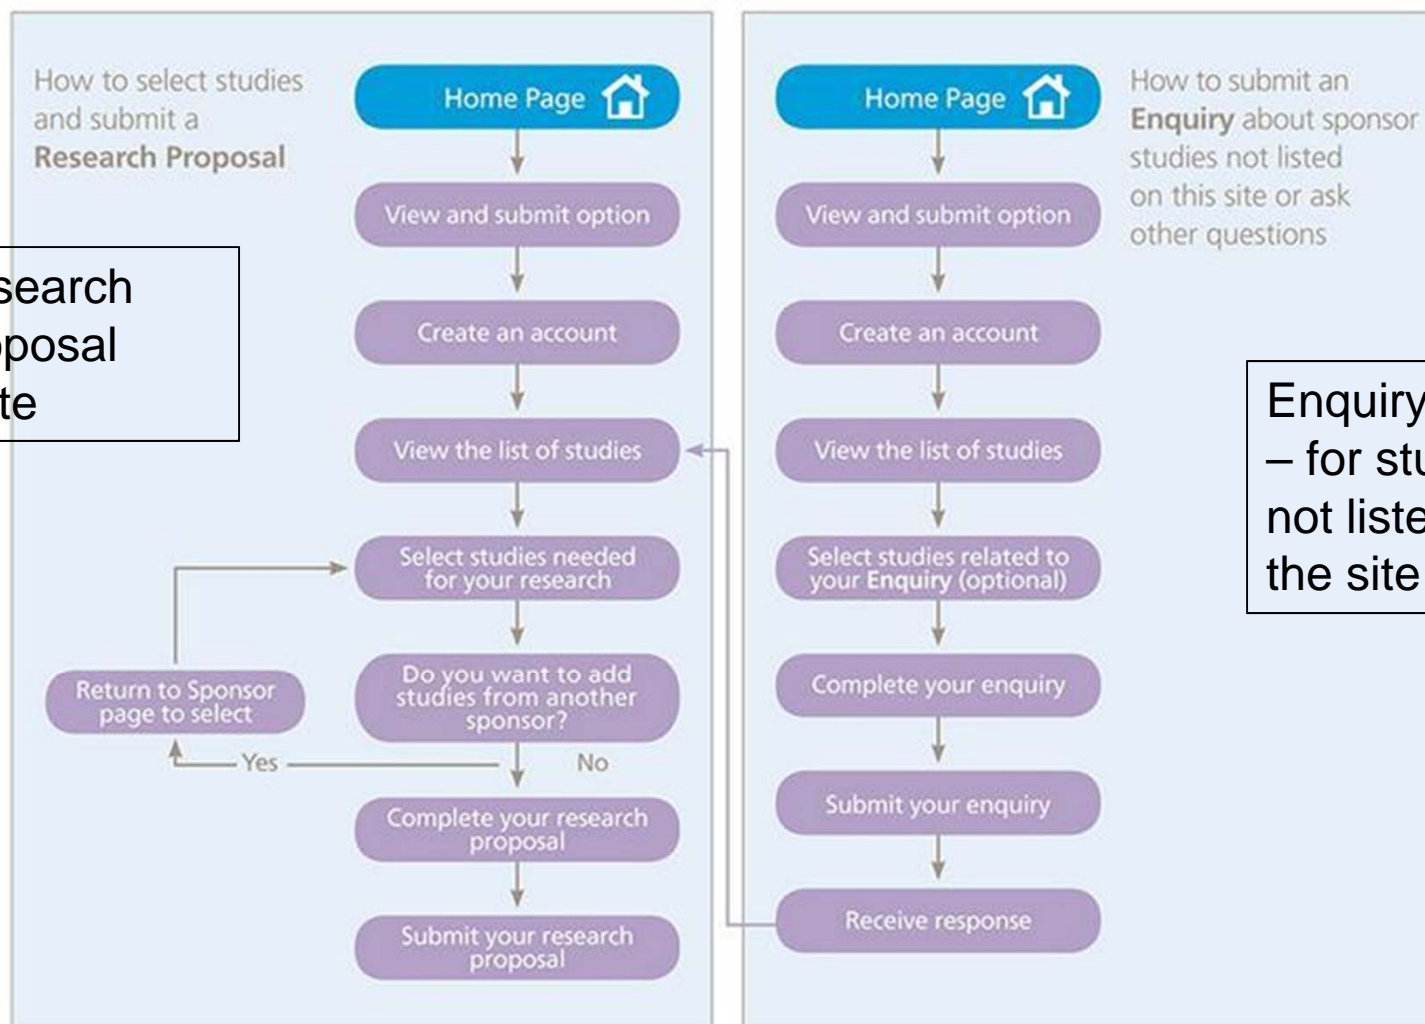 How to select studies
and submit a
Research Proposal
Home Page
View and submit option
Create an account
View the list of studies
Select studies needed
for your research
Do you want to add
studies from another
sponsor?
Return to Sponsor
page to select
Yes
No
Complete your research
proposal
Submit your research
proposal
Home Page
View and submit option
Create an account
View the list of studies
Select studies related to
your Enquiry (optional)
Complete your enquiry
Submit your enquiry
Receive response
How to submit an
Enquiry about sponsor
studies not listed
on this site or ask
other questions
Enquiry
– for
not
the site